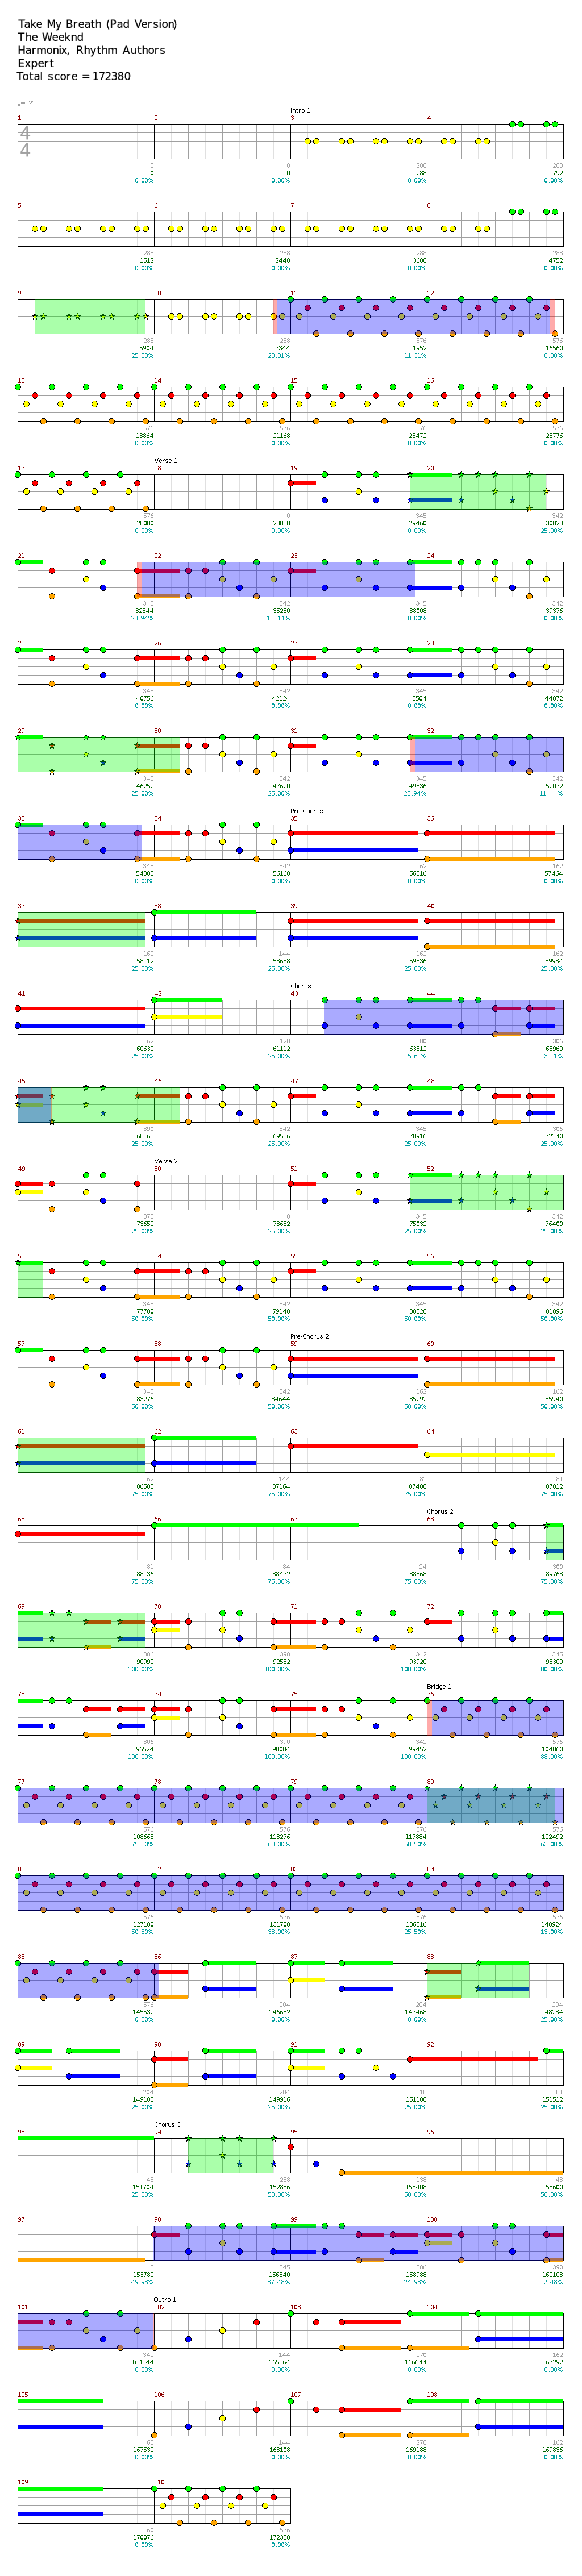 Take My Breath (Pad Version)
The Weeknd
Harmonix, Rhythm Authors
Expert
Total score = 172380
♩=121
intro 1
1 2 3 4
4
4
0 0 288 288
0 0 288 792
0.00% 0.00% 0.00% 0.00%
5 6 7 8
288 288 288 288
1512 2448 3600 4752
0.00% 0.00% 0.00% 0.00%
9 10 11 12
288 288 576 576
5904 7344 11952 16560
25.00% 23.81% 11.31% 0.00%
13 14 15 16
576 576 576 576
18864 21168 23472 25776
0.00% 0.00% 0.00% 0.00%
Verse 1
17 18 19 20
576 0 345 342
28080 28080 29460 30828
0.00% 0.00% 0.00% 25.00%
21 22 23 24
345 342 345 342
32544 35280 38008 39376
23.94% 11.44% 0.00% 0.00%
25 26 27 28
345 342 345 342
40756 42124 43504 44872
0.00% 0.00% 0.00% 0.00%
29 30 31 32
345 342 345 342
46252 47620 49336 52072
25.00% 25.00% 23.94% 11.44%
Pre-Chorus 1
33 34 35 36
345 342 162 162
54800 56168 56816 57464
0.00% 0.00% 0.00% 0.00%
37 38 39 40
162 144 162 162
58112 58688 59336 59984
25.00% 25.00% 25.00% 25.00%
Chorus 1
41 42 43 44
162 120 300 306
60632 61112 63512 65960
25.00% 25.00% 15.61% 3.11%
45 46 47 48
390 342 345 306
68168 69536 70916 72140
25.00% 25.00% 25.00% 25.00%
Verse 2
49 50 51 52
378 0 345 342
73652 73652 75032 76400
25.00% 25.00% 25.00% 25.00%
53 54 55 56
345 342 345 342
77780 79148 80528 81896
50.00% 50.00% 50.00% 50.00%
Pre-Chorus 2
57 58 59 60
345 342 162 162
83276 84644 85292 85940
50.00% 50.00% 50.00% 50.00%
61 62 63 64
162 144 81 81
86588 87164 87488 87812
75.00% 75.00% 75.00% 75.00%
Chorus 2
65 66 67 68
81 84 24 300
88136 88472 88568 89768
75.00% 75.00% 75.00% 75.00%
69 70 71 72
306 390 342 345
90992 92552 93920 95300
100.00% 100.00% 100.00% 100.00%
Bridge 1
73 74 75 76
306 390 342 576
96524 98084 99452 104060
100.00% 100.00% 100.00% 88.00%
77 78 79 80
576 576 576 576
108668 113276 117884 122492
75.50% 63.00% 50.50% 63.00%
81 82 83 84
576 576 576 576
127100 131708 136316 140924
50.50% 38.00% 25.50% 13.00%
85 86 87 88
576 204 204 204
145532 146652 147468 148284
0.50% 0.00% 0.00% 25.00%
89 90 91 92
204 204 318 81
149100 149916 151188 151512
25.00% 25.00% 25.00% 25.00%
Chorus 3
93 94 95 96
48 288 138 48
151704 152856 153408 153600
25.00% 50.00% 50.00% 50.00%
97 98 99 100
45 345 306 390
153780 156540 158988 162108
49.98% 37.48% 24.98% 12.48%
Outro 1
101 102 103 104
342 144 270 162
164844 165564 166644 167292
0.00% 0.00% 0.00% 0.00%
105 106 107 108
60 144 270 162
167532 168108 169188 169836
0.00% 0.00% 0.00% 0.00%
109 110
60 576
170076 172380
0.00% 0.00%